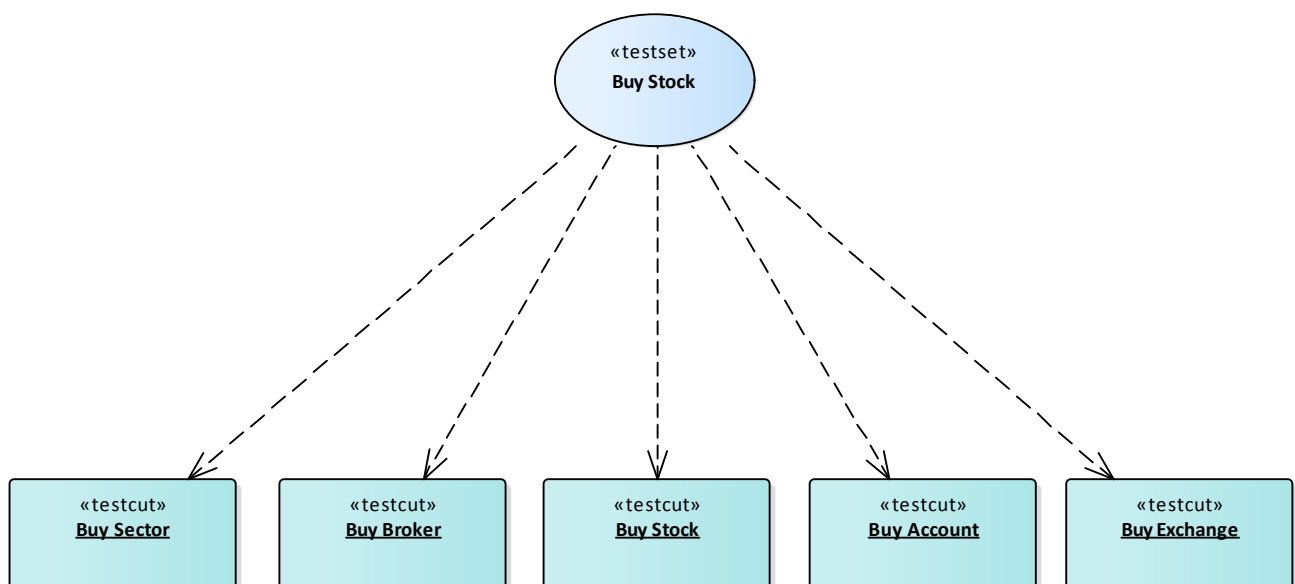 «testset»
Buy Stock
«testcut»
Buy Sector
«testcut»
Buy Broker
«testcut»
Buy Stock
«testcut»
Buy Account
«testcut»
Buy Exchange